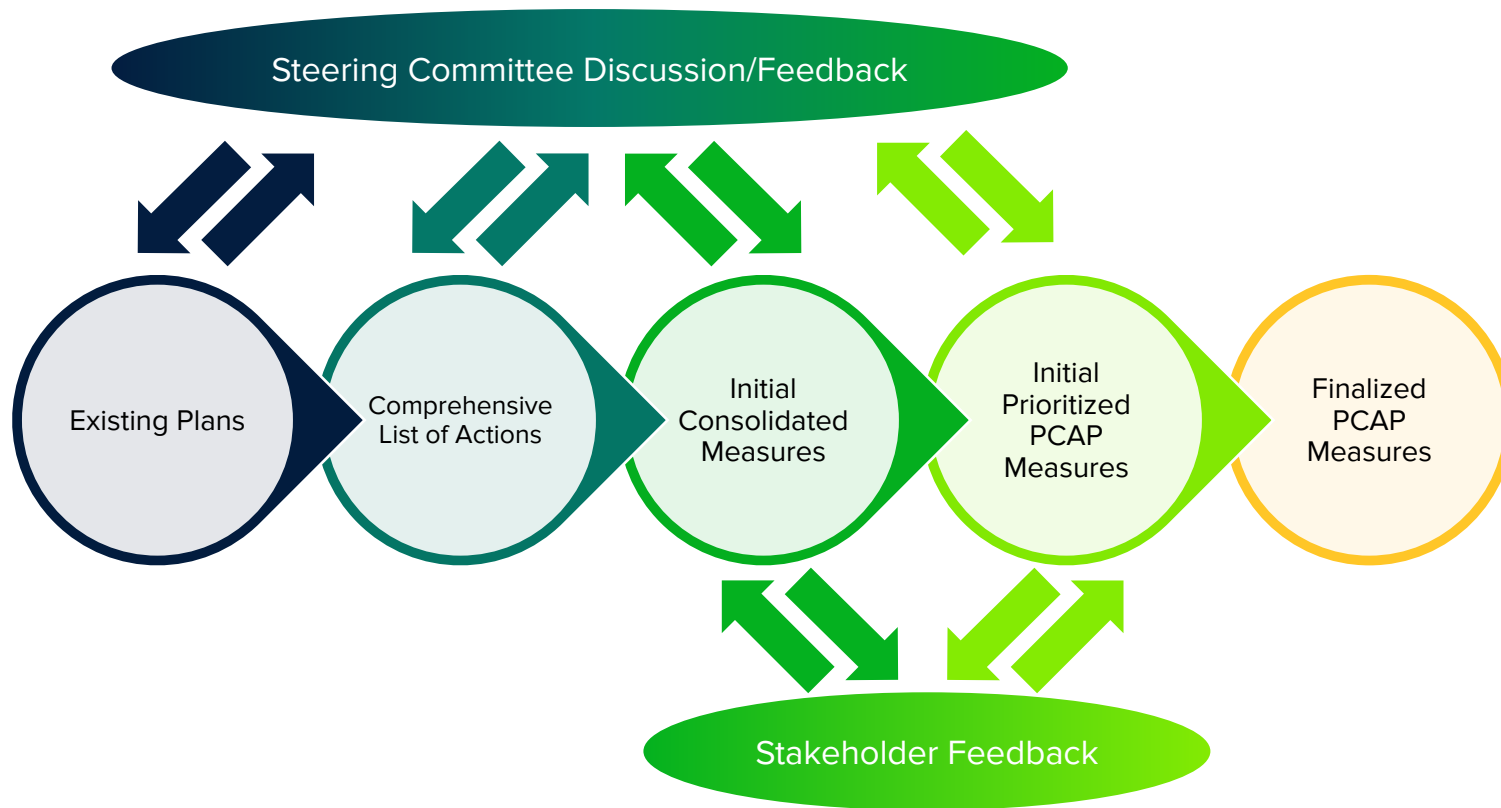 Steering Committee Discussion/Feedback
Existing Plans
Comprehensive
List of Actions
Initial
Consolidated
Measures
Initial
Prioritized
PCAP
Measures
Finalized
PCAP
Measures
Stakeholder Feedback